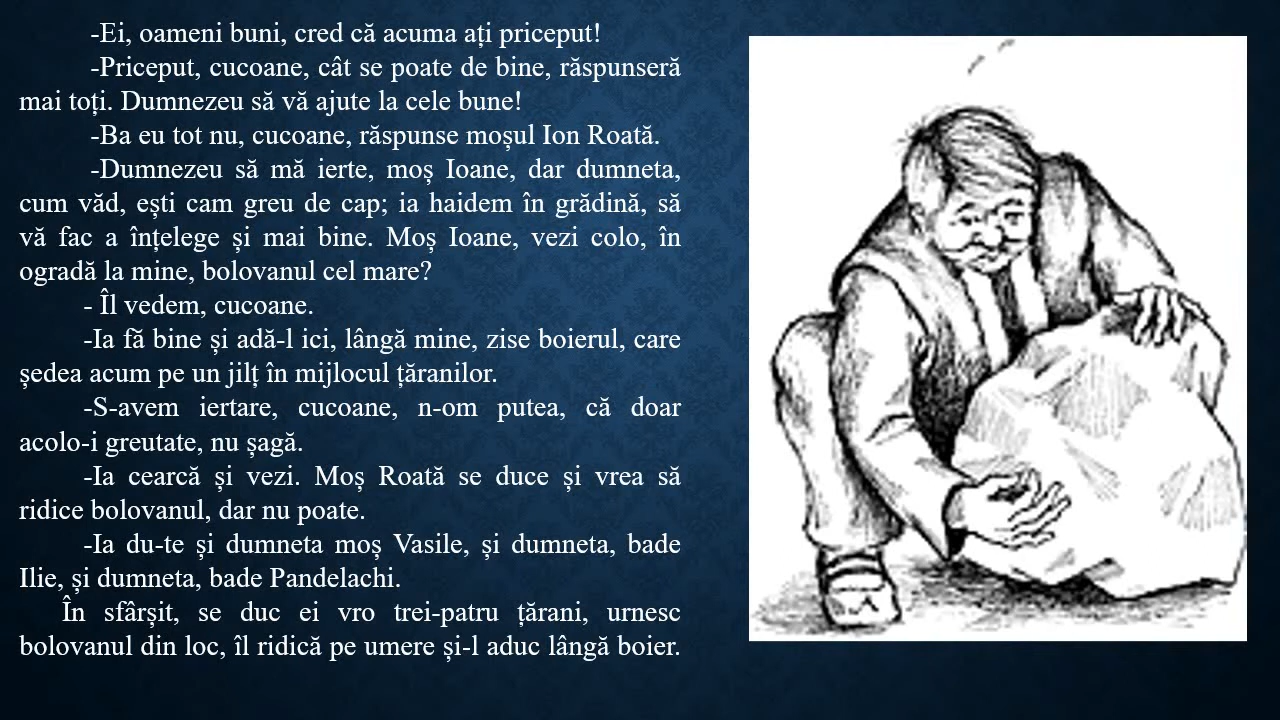 -Ei, oameni buni, cred că acuma ați priceput!
-Priceput, cucoane, cât se poate de bine, răspunseră
mai toți. Dumnezeu să vă ajute la cele bune!
-Ba eu tot nu, cucoane, răspunse moșul Ion Roată.
-Dumnezeu să mă ierte, moș Ioane, dar dumneta,
cum văd, ești cam greu de cap; ia haidem în grădină, să
vă fac a înțelege și mai bine. Moș Ioane, vezi colo, în
ogradă la mine, bolovanul cel mare?
- Îl vedem, cucoane.
-Ia fă bine și adă-l ici, lângă mine, zise boierul, care
ședea acum pe un jilț în mijlocul țăranilor.
-S-avem iertare, cucoane, n-om putea, că doar
acolo-i greutate, nu șagă.
-Ia cearcă și vezi. Moș Roată se duce și vrea să
ridice bolovanul, dar nu poate.
-Ia du-te și dumneta moș Vasile, și dumneta, bade
Ilie, și dumneta, bade Pandelachi.
În sfârșit, se duc ei vro trei-patru țărani, urnesc
bolovanul din loc, îl ridică pe umere și-l aduc lângă boier.